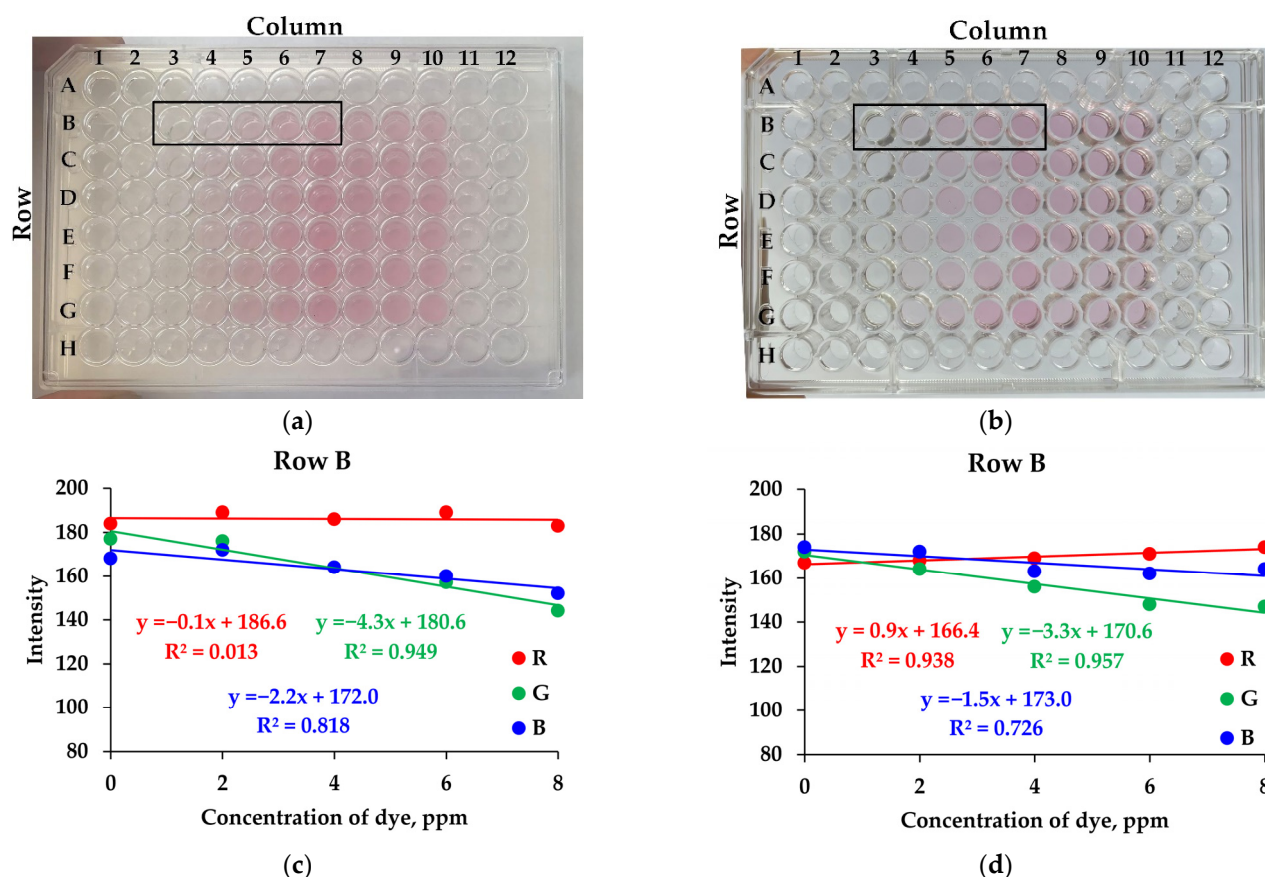 Column
1 2 3 4 5 6 7 8 9 10 11 12
Row
A
B
C
D
E
F
G
H
(a)
Column
1 2 3 4 5 6 7 8 9 10 11 12
Row
A
B
C
D
E
F
G
H
(b)
Row B
200
180
160
140
120
100
80
Intensity
y =−0.1x + 186.6
R² = 0.013
y =−4.3x + 180.6
R² = 0.949
y =−2.2x + 172.0
R² = 0.818
R
G
B
0 2 4 6 8
Concentration of dye, ppm
(c)
Row B
200
180
160
140
120
100
80
Intensity
y = 0.9x + 166.4
R² = 0.938
y =−3.3x + 170.6
R² = 0.957
y =−1.5x + 173.0
R² = 0.726
R
G
B
0 2 4 6 8
Concentration of dye, ppm
(d)